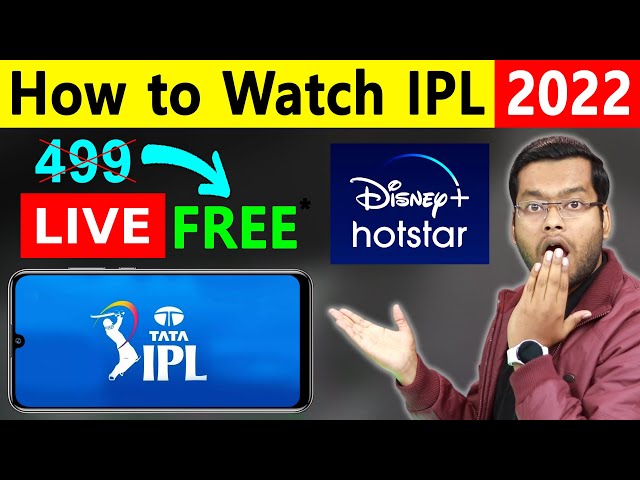 How to Watch IPL 2022
499
LIVE FREE*
Disney+
hotstar
TATA
IPL